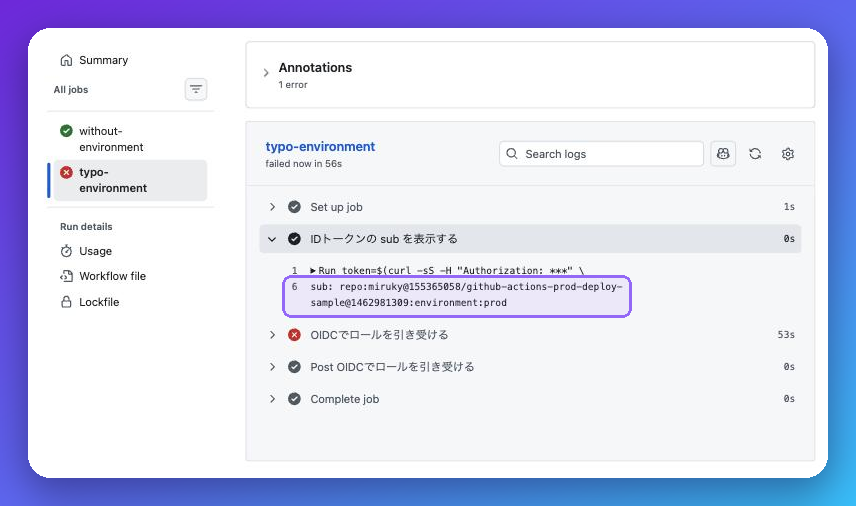 Summary
All jobs
without-
environment
typo-
environment
Run details
Usage
Workflow file
Lockfile
Annotations
1 error
typo-environment
failed now in 56s
Search logs
Set up job 1s
IDトークンの sub を表示する 0s
1 ▶Run token=$(curl -sS -H "Authorization: ***" \
6 sub: repo:miruky@155365058/github-actions-prod-deploy-
sample@1462981309:environment:prod
OIDCでロールを引き受ける 53s
Post OIDCでロールを引き受ける 0s
Complete job 0s